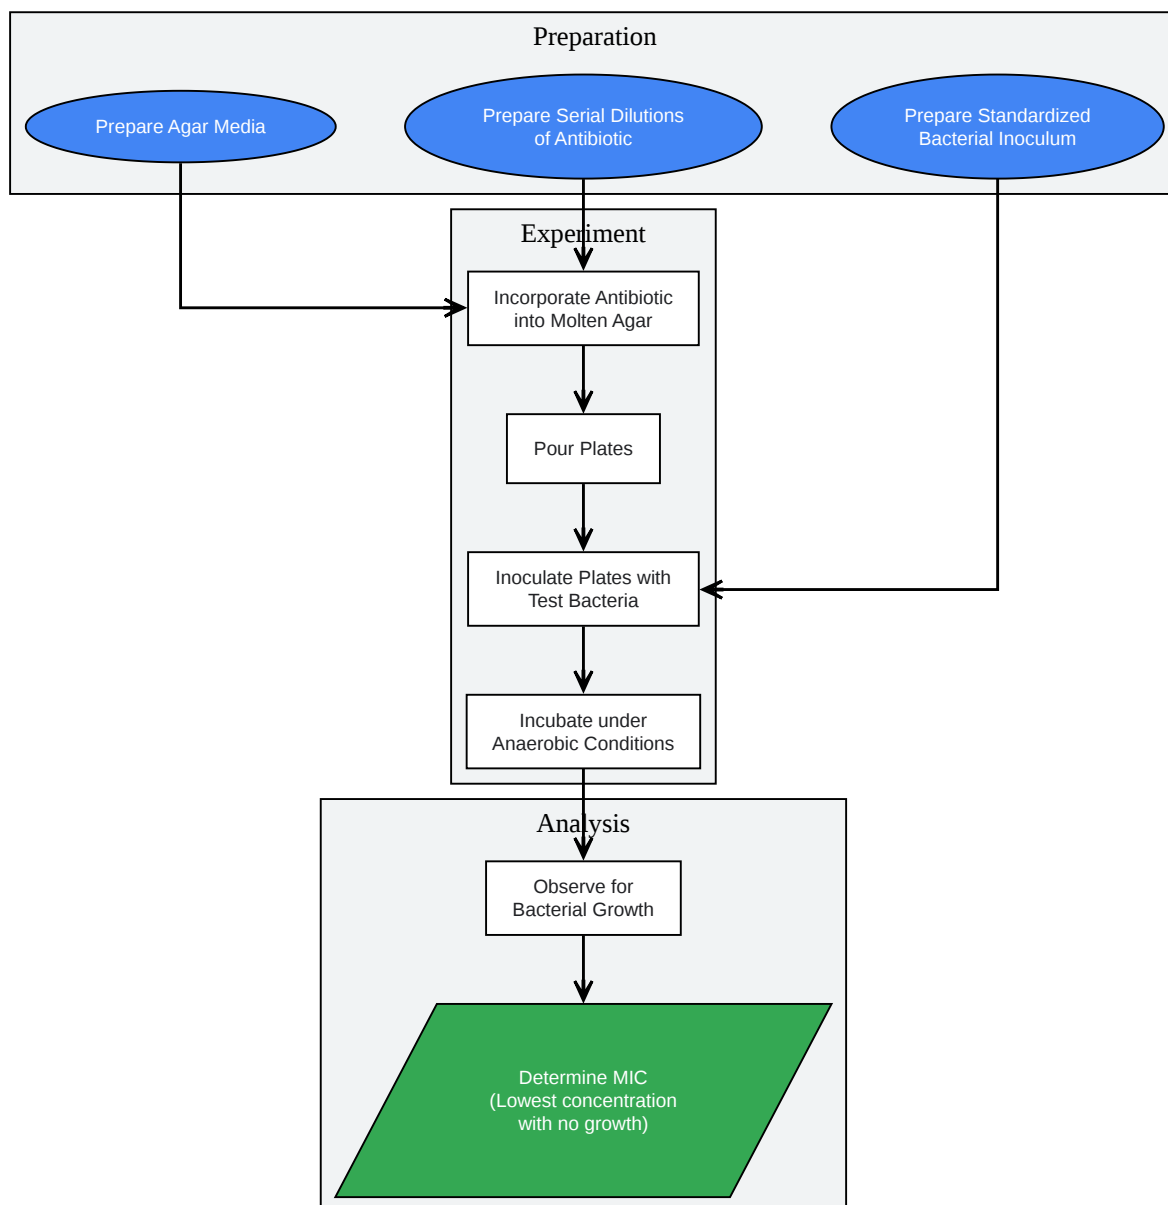 Preparation
Prepare Agar Media
Prepare Serial Dilutions
of Antibiotic
Prepare Standardized
Bacterial Inoculum
Experiment
Incorporate Antibiotic
into Molten Agar
Pour Plates
Inoculate Plates with
Test Bacteria
Incubate under
Anaerobic Conditions
Analysis
Observe for
Bacterial Growth
Determine MIC
(Lowest concentration
with no growth)